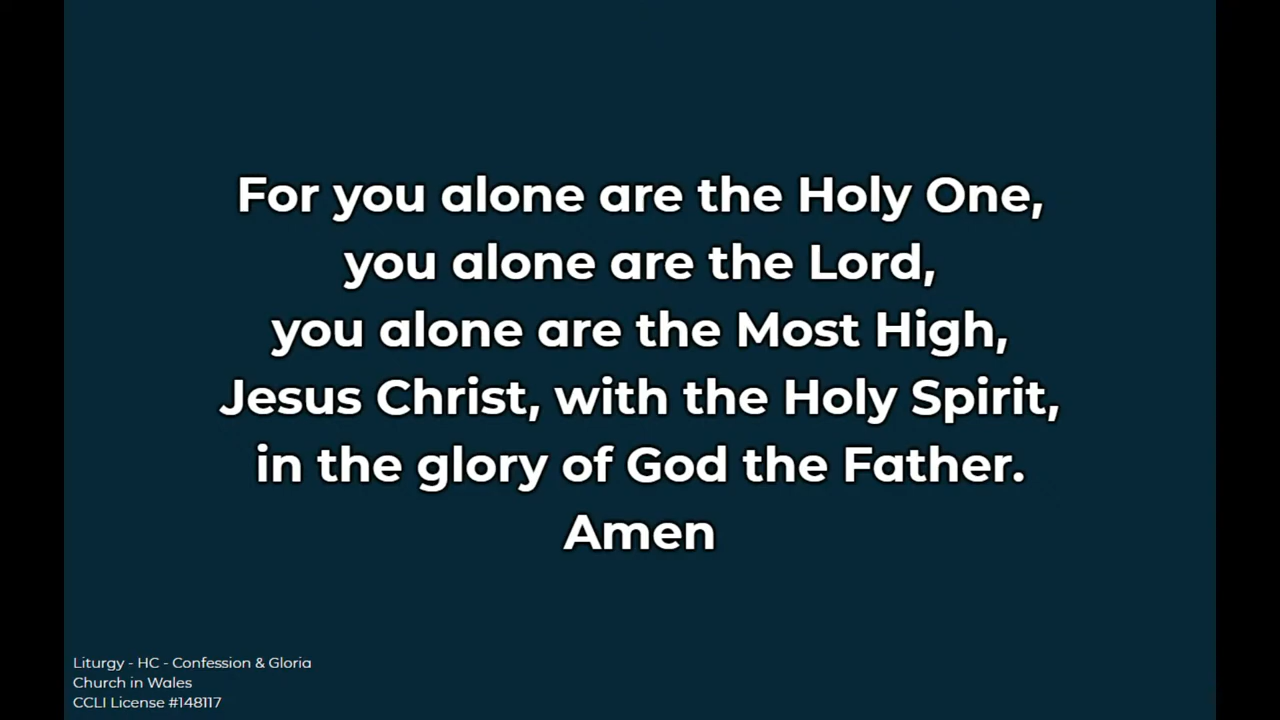 For you alone are the Holy One,
you alone are the Lord,
you alone are the Most High,
Jesus Christ, with the Holy Spirit,
in the glory of God the Father.
Amen
Liturgy - HC - Confession & Gloria
Church in Wales
CCLI License #148117